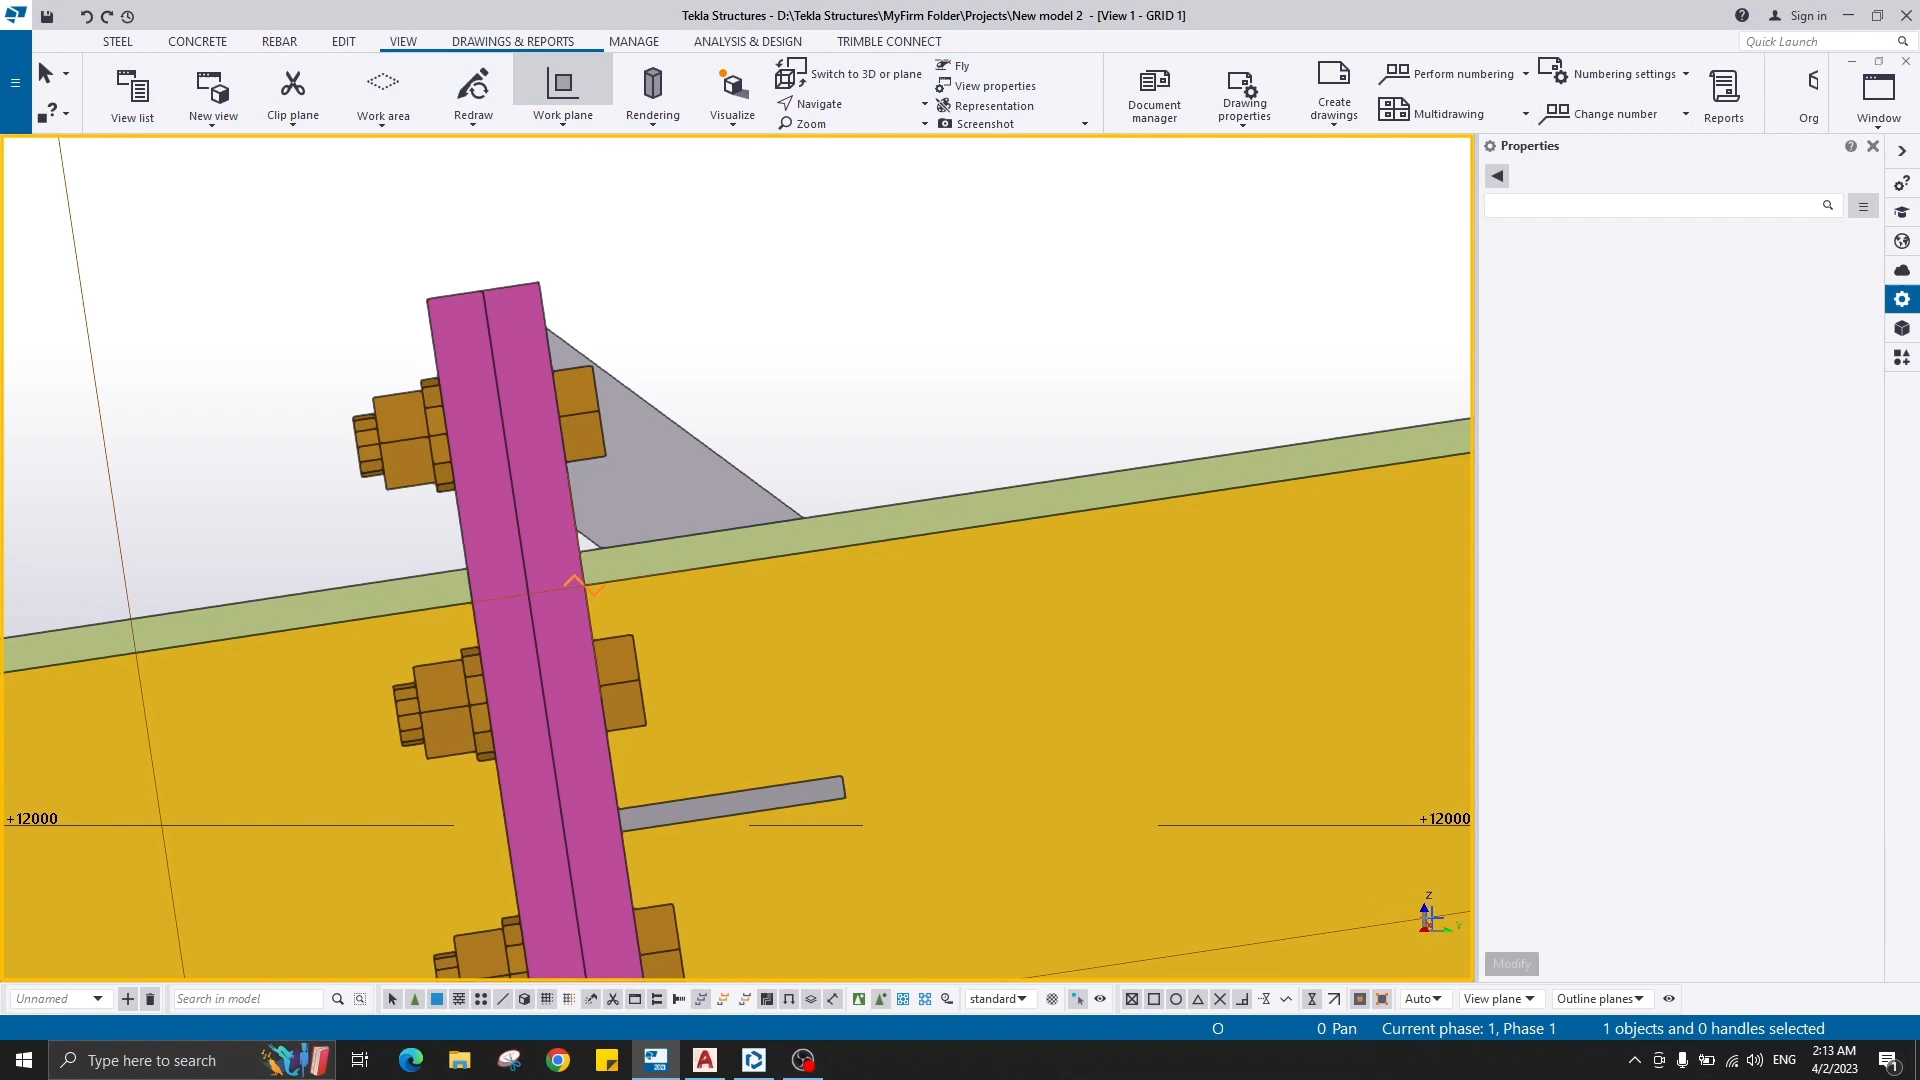 Tekla Structures - D:\Tekla Structures\MyFirm Folder\Projects\New model 2 - [View 1 - GRID 1]
Sign in
STEEL CONCRETE REBAR EDIT VIEW DRAWINGS & REPORTS MANAGE ANALYSIS & DESIGN TRIMBLE CONNECT
Quick Launch
View list
New view
Clip plane
Work area
Redraw
Work plane
Rendering
Visualize
Switch to 3D or plane
Navigate
Zoom
Fly
View properties
Representation
Screenshot
Document manager
Drawing properties
Create drawings
Perform numbering
Multidrawing
Numbering settings
Change number
Reports
Org
Window
Properties
+12000
+12000
Z
Y
Modify
Unnamed
Search in model
standard
Auto
View plane
Outline planes
O
0 Pan
Current phase: 1, Phase 1
1 objects and 0 handles selected
Type here to search
2021
ENG
2:13 AM
4/2/2023
1